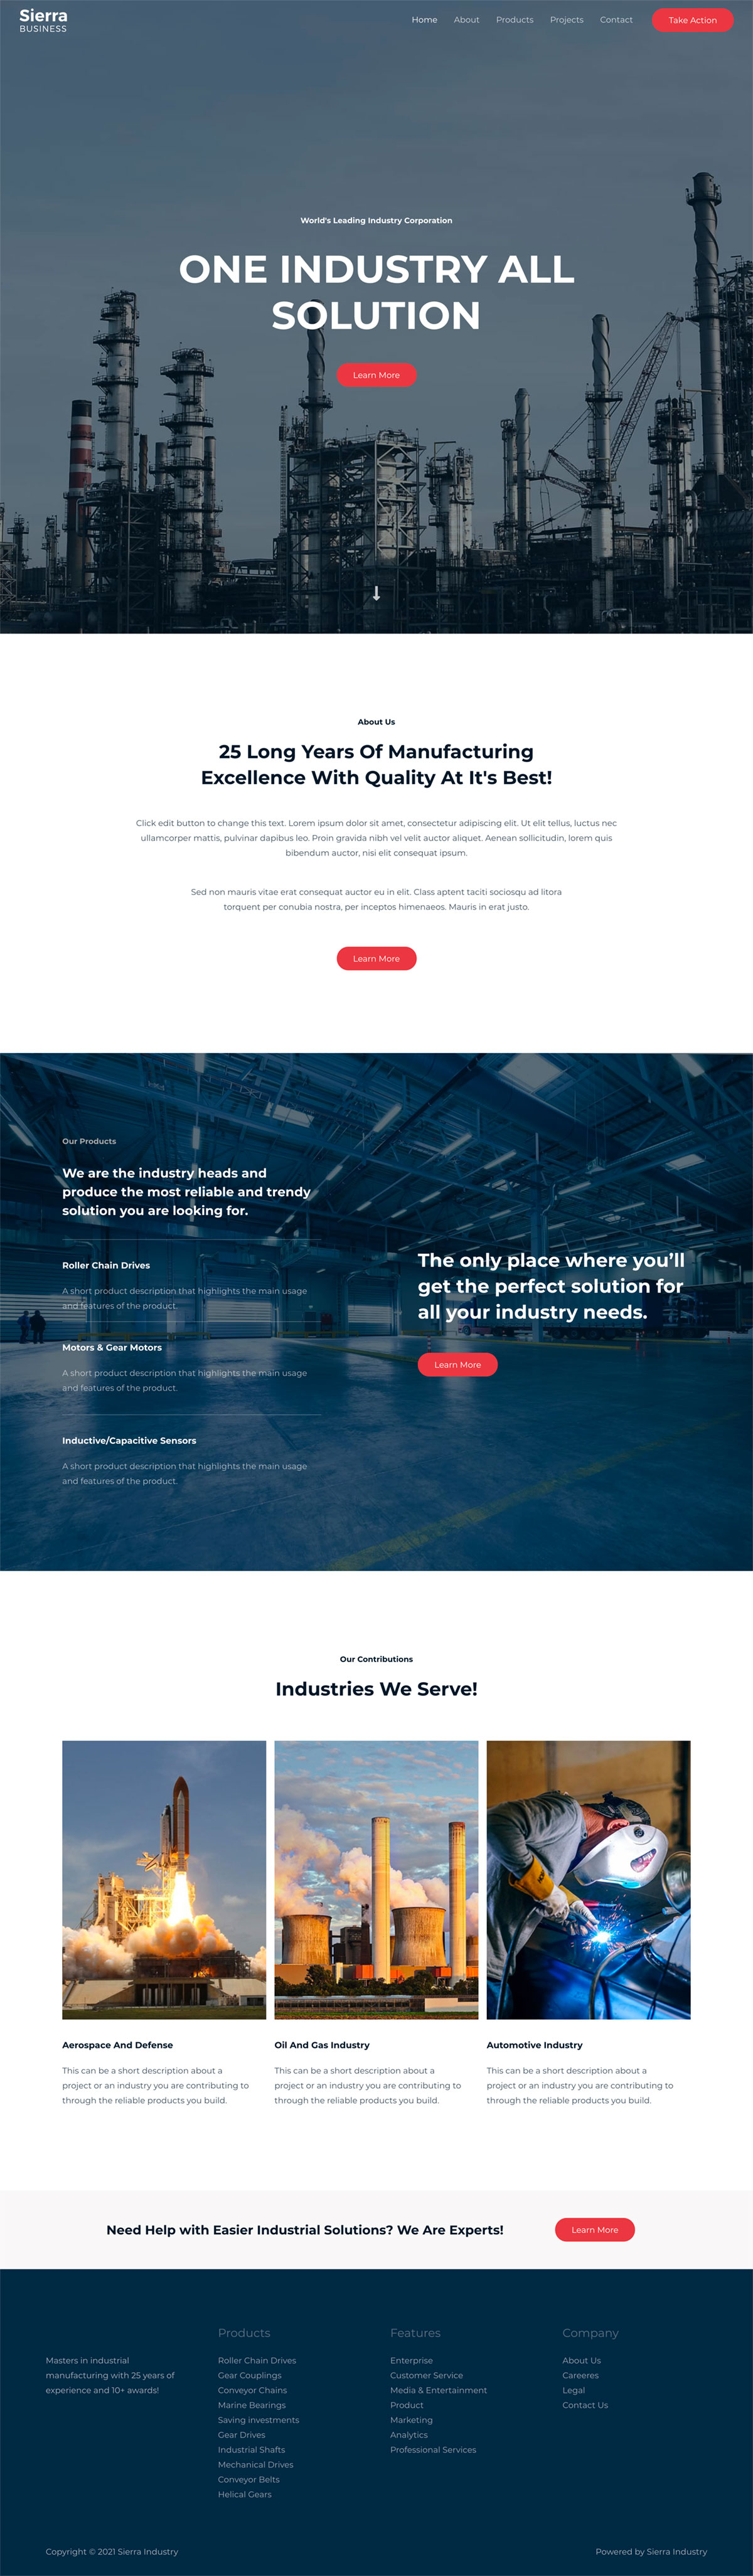 Sierra
BUSINESS
Home
About
Products
Projects
Contact
Take Action
World's Leading Industry Corporation
ONE INDUSTRY ALL
SOLUTION
Learn More
About Us
25 Long Years Of Manufacturing
Excellence With Quality At It's Best!
Click edit button to change this text. Lorem ipsum dolor sit amet, consectetur adipiscing elit. Ut elit tellus, luctus nec
ullamcorper mattis, pulvinar dapibus leo. Proin gravida nibh vel velit auctor aliquet. Aenean sollicitudin, lorem quis
bibendum auctor, nisi elit consequat ipsum.
Sed non mauris vitae erat consequat auctor eu in elit. Class aptent taciti sociosqu ad litora
torquent per conubia nostra, per inceptos himenaeos. Mauris in erat justo.
Learn More
Our Products
We are the industry heads and
produce the most reliable and trendy
solution you are looking for.
Roller Chain Drives
A short product description that highlights the main usage
and features of the product.
Motors & Gear Motors
A short product description that highlights the main usage
and features of the product.
Inductive/Capacitive Sensors
A short product description that highlights the main usage
and features of the product.
The only place where you’ll
get the perfect solution for
all your industry needs.
Learn More
Our Contributions
Industries We Serve!
Aerospace And Defense
This can be a short description about a
project or an industry you are contributing to
through the reliable products you build.
Oil And Gas Industry
This can be a short description about a
project or an industry you are contributing to
through the reliable products you build.
Automotive Industry
This can be a short description about a
project or an industry you are contributing to
through the reliable products you build.
Need Help with Easier Industrial Solutions? We Are Experts!
Learn More
Masters in industrial
manufacturing with 25 years of
experience and 10+ awards!
Products
Roller Chain Drives
Gear Couplings
Conveyor Chains
Marine Bearings
Saving investments
Gear Drives
Industrial Shafts
Mechanical Drives
Conveyor Belts
Helical Gears
Features
Enterprise
Customer Service
Media & Entertainment
Product
Marketing
Analytics
Professional Services
Company
About Us
Careeres
Legal
Contact Us
Copyright © 2021 Sierra Industry
Powered by Sierra Industry